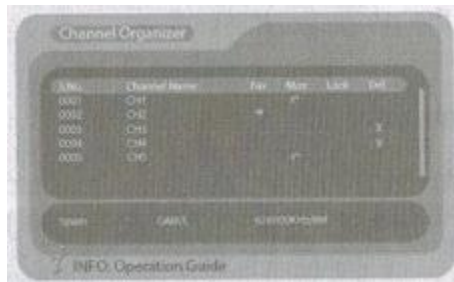 Channel Organizer
S.No. Channel Name Fav Move Lock Del
0001 CH1
0002 CH2
0003 CH3 X
0004 CH4 X
0005 CH5
INFO: Operation Guide